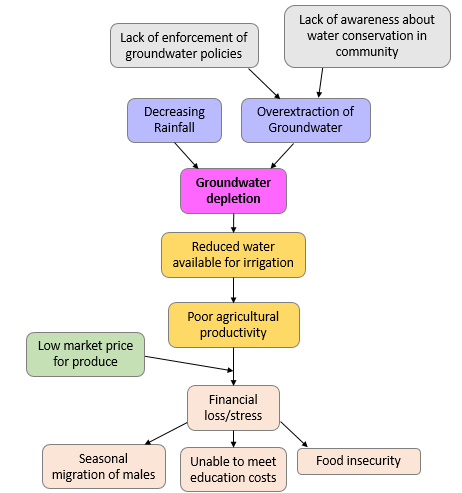 Lack of enforcement of
groundwater policies
Lack of awareness about
water conservation in
community
Decreasing
Rainfall
Overextraction of
Groundwater
Groundwater
depletion
Reduced water
available for irrigation
Poor agricultural
productivity
Low market price
for produce
Financial
loss/stress
Seasonal
migration of males
Unable to meet
education costs
Food insecurity